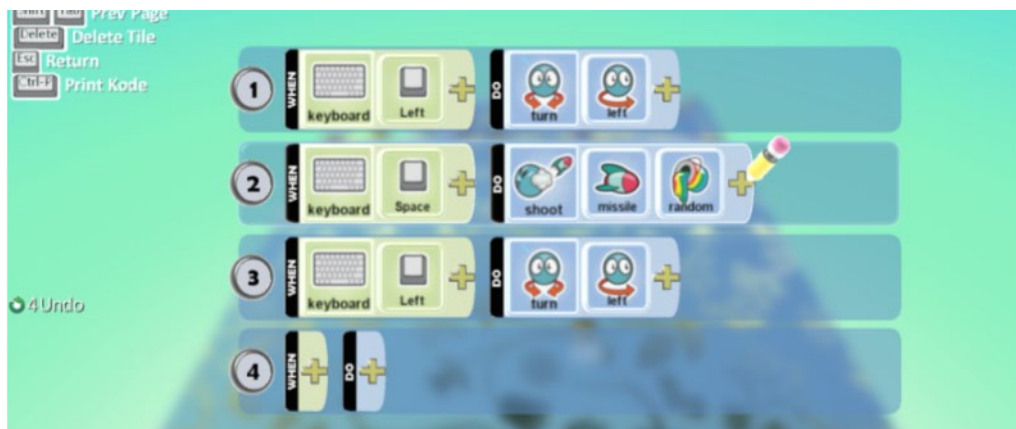 Prev Page
Delete Delete Tile
Esc Return
Ctrl+P Print Kode
1 WHEN keyboard Left DO turn left
2 WHEN keyboard Space DO shoot missile random
3 WHEN keyboard Left DO turn left
4 Undo
4 WHEN DO